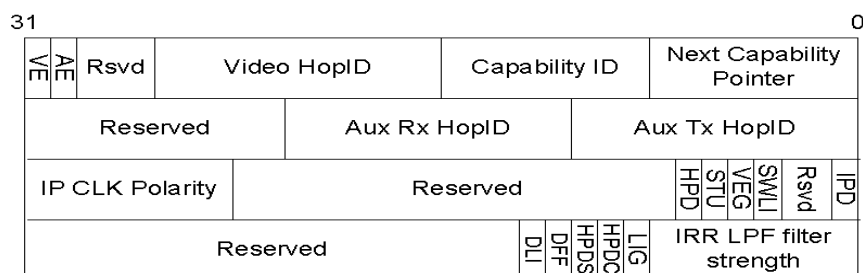 31 0
VE AE Rsvd Video HopID Capability ID Next Capability
Pointer
Reserved Aux Rx HopID Aux Tx HopID
IP CLK Polarity Reserved HPD STU VEG SWLI Rsvd IPD
Reserved DLI DFF HPDS HPDC LIG IRR LPF filter
strength